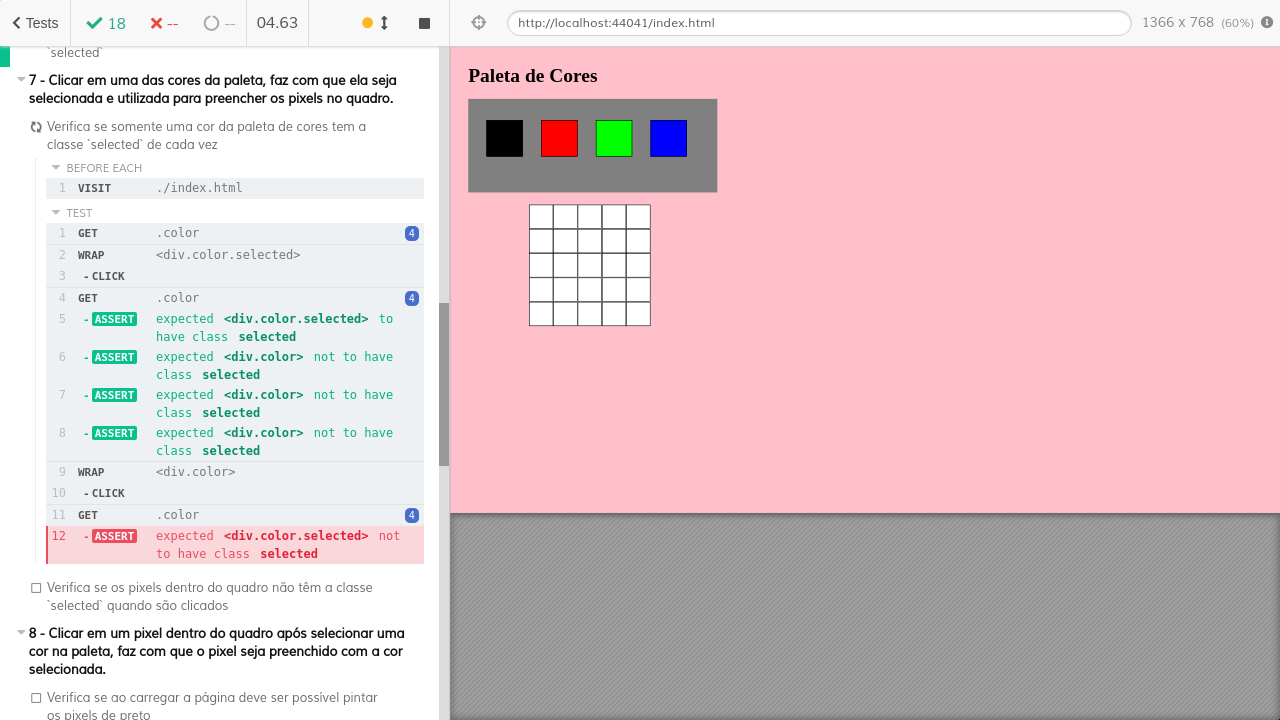 Tests
18
--
--
04.63
http://localhost:44041/index.html
1366 x 768 (60%)
`selected`
7 - Clicar em uma das cores da paleta, faz com que ela seja
selecionada e utilizada para preencher os pixels no quadro.
Verifica se somente uma cor da paleta de cores tem a
classe `selected` de cada vez
BEFORE EACH
1 VISIT ./index.html
TEST
1 GET .color 4
2 WRAP <div.color.selected>
3 -CLICK
4 GET .color 4
5 -ASSERT expected <div.color.selected> to
have class selected
6 -ASSERT expected <div.color> not to have
class selected
7 -ASSERT expected <div.color> not to have
class selected
8 -ASSERT expected <div.color> not to have
class selected
9 WRAP <div.color>
10 -CLICK
11 GET .color 4
12 -ASSERT expected <div.color.selected> not
to have class selected
Verifica se os pixels dentro do quadro não têm a classe
`selected` quando são clicados
8 - Clicar em um pixel dentro do quadro após selecionar uma
cor na paleta, faz com que o pixel seja preenchido com a cor
selecionada.
Verifica se ao carregar a página deve ser possível pintar
os pixels de preto
Paleta de Cores